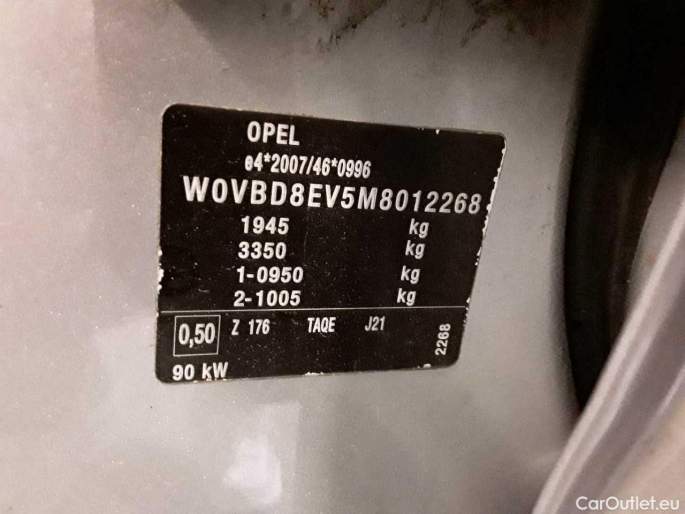 OPEL
e4*2007/46*0996
W0VBD8EV5M8012268
1945 kg
3350 kg
1-0950 kg
2-1005 kg
0,50 Z 176 TAQE J21 2268
90 kW
CarOutlet.eu